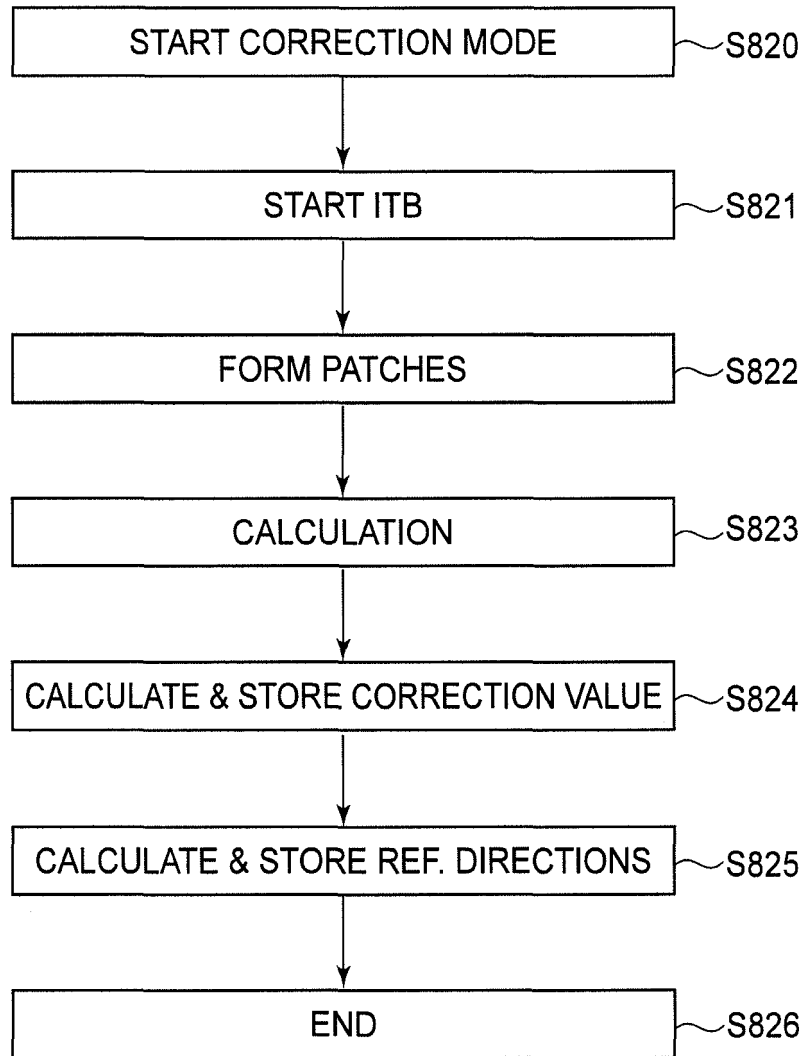 START CORRECTION MODE S820
START ITB S821
FORM PATCHES S822
CALCULATION S823
CALCULATE & STORE CORRECTION VALUE S824
CALCULATE & STORE REF. DIRECTIONS S825
END S826